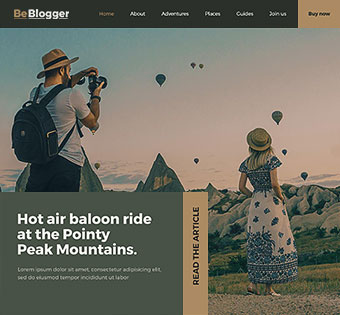 BeBlogger
Home About Adventures Places Guides Join us Buy now
Hot air baloon ride
at the Pointy
Peak Mountains.
Lorem ipsum dolor sit amet, consectetur adipiscing elit,
sed do eiusmod tempor incididunt ut labor
READ THE ARTICLE